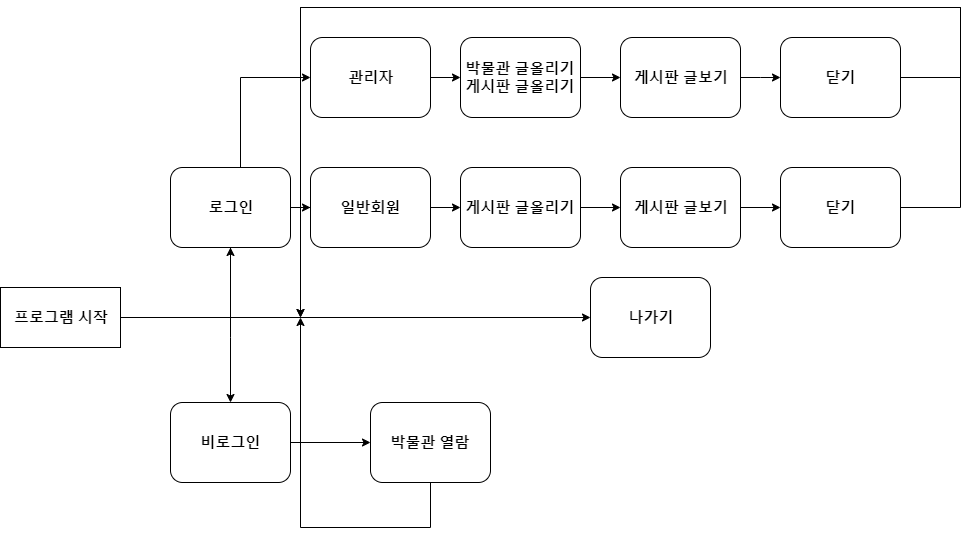 관리자
박물관 글올리기
게시판 글올리기
게시판 글보기
닫기
로그인
일반회원
게시판 글올리기
게시판 글보기
닫기
프로그램 시작
나가기
비로그인
박물관 열람